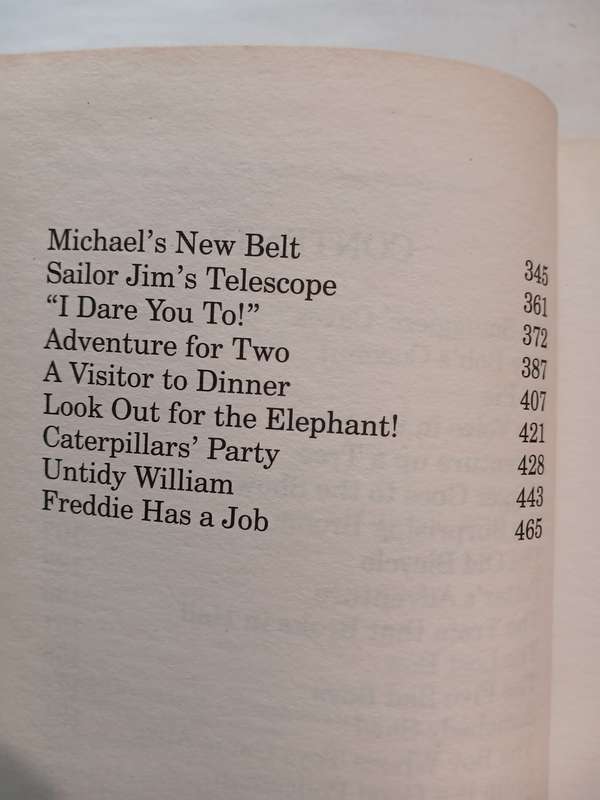 Michael's New Belt 345
Sailor Jim's Telescope 361
“I Dare You To!” 372
Adventure for Two 387
A Visitor to Dinner 407
Look Out for the Elephant! 421
Caterpillars' Party 428
Untidy William 443
Freddie Has a Job 465